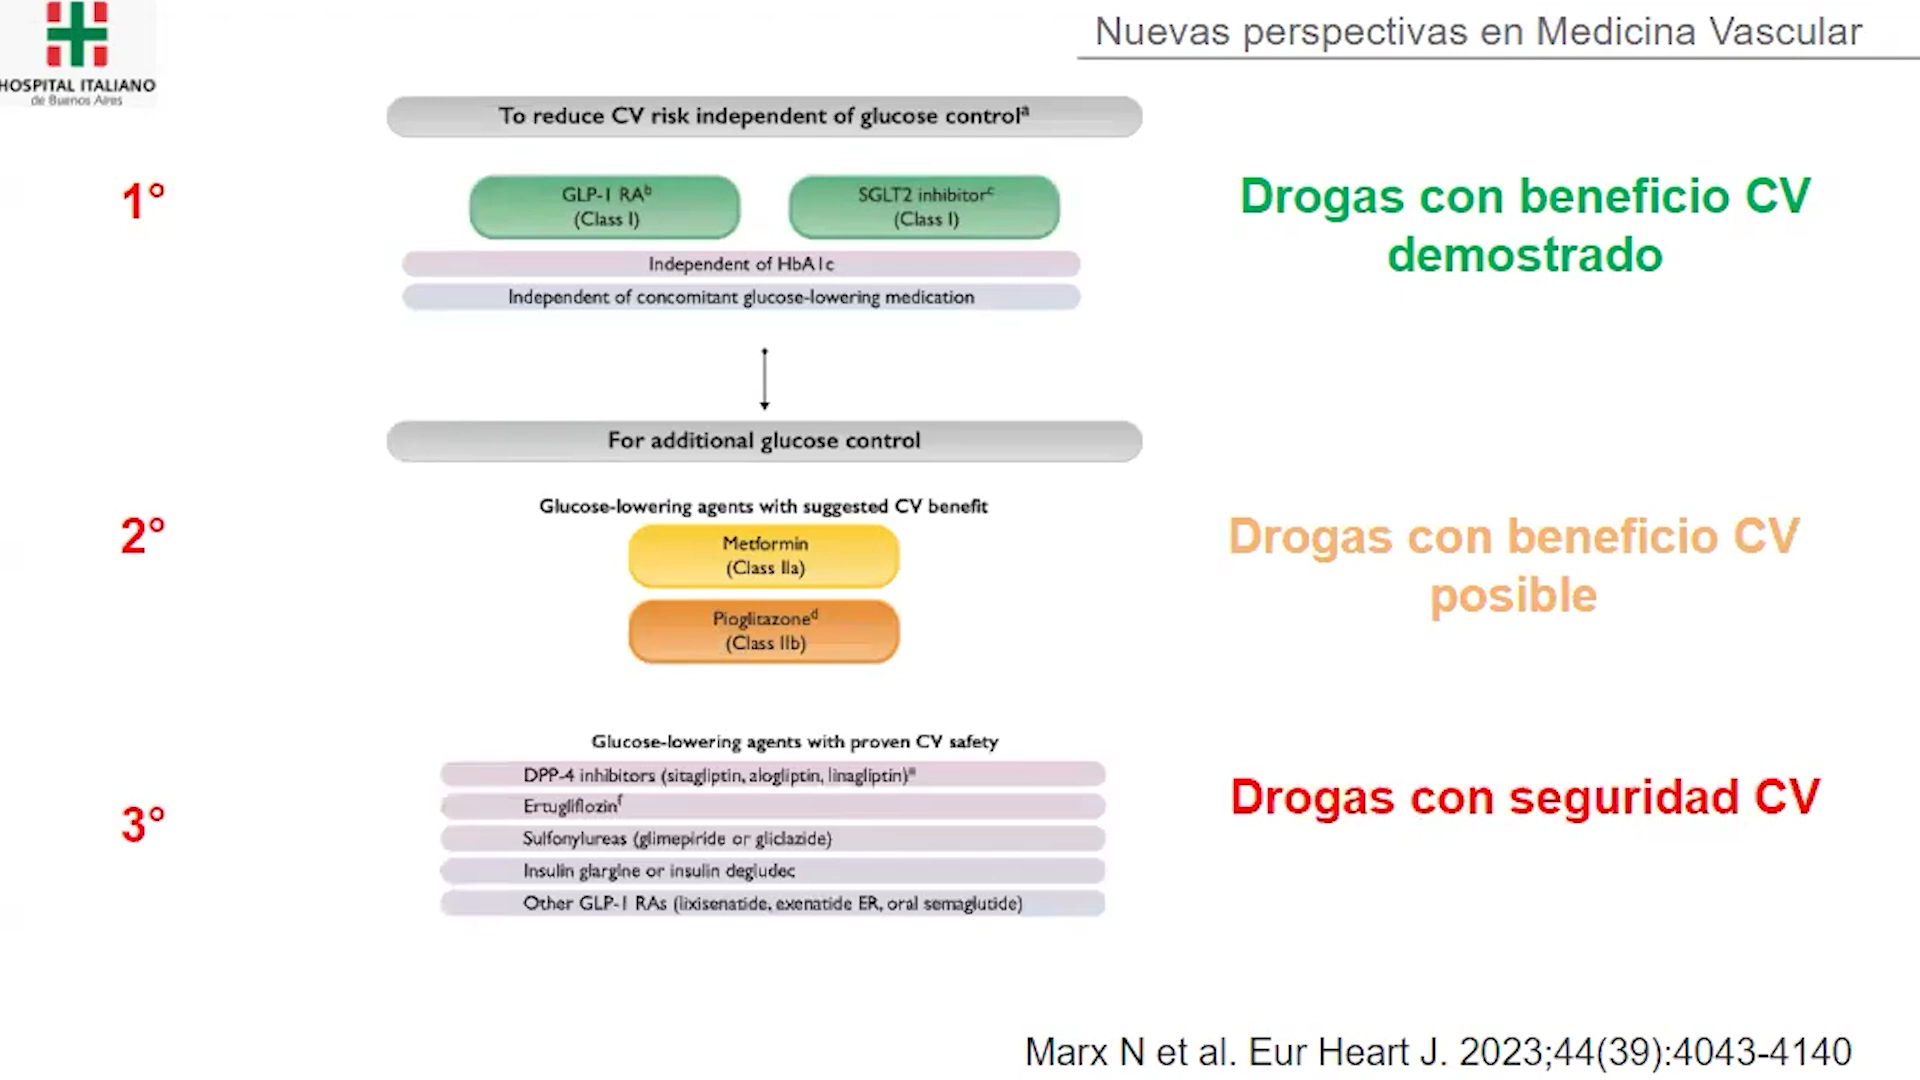 HOSPITAL ITALIANO
de Buenos Aires
Nuevas perspectivas en Medicina Vascular
To reduce CV risk independent of glucose controlᵃ
1°
GLP-1 RAᵇ
(Class I)
SGLT2 inhibitorᶜ
(Class I)
Independent of HbA1c
Independent of concomitant glucose-lowering medication
Drogas con beneficio CV
demostrado
For additional glucose control
2°
Glucose-lowering agents with suggested CV benefit
Metformin
(Class IIa)
Pioglitazoneᵈ
(Class IIb)
Drogas con beneficio CV
posible
3°
Glucose-lowering agents with proven CV safety
DPP-4 inhibitors (sitagliptin, alogliptin, linagliptin)ᵉ
Ertugliflozinᶠ
Sulfonylureas (glimepiride or gliclazide)
Insulin glargine or insulin degludec
Other GLP-1 RAs (lixisenatide, exenatide ER, oral semaglutide)
Drogas con seguridad CV
Marx N et al. Eur Heart J. 2023;44(39):4043-4140